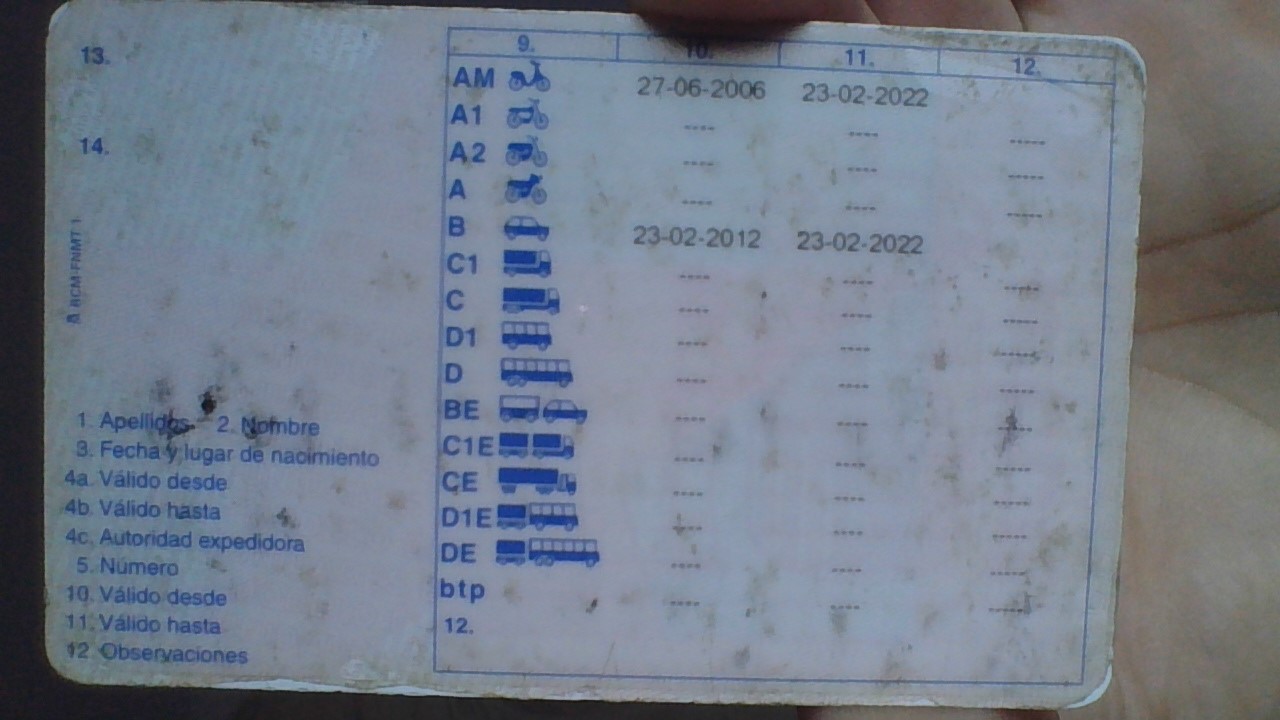 13.
14.
RCM-FNMT
1. Apellidos 2. Nombre
3. Fecha y lugar de nacimiento
4a. Válido desde
4b. Válido hasta
4c. Autoridad expedidora
5. Número
10. Válido desde
11. Válido hasta
12 Observaciones
9. 10. 11. 12.
AM 27-06-2006 23-02-2022
A1 ---- ---- -----
A2 ---- ---- -----
A ---- ---- -----
B 23-02-2012 23-02-2022
C1 ---- ---- -----
C ---- ---- -----
D1 ---- ---- -----
D ---- ---- -----
BE ---- ---- -----
C1E ---- ---- -----
CE ---- ---- -----
D1E ---- ---- -----
DE ---- ---- -----
btp ---- ---- -----
12.